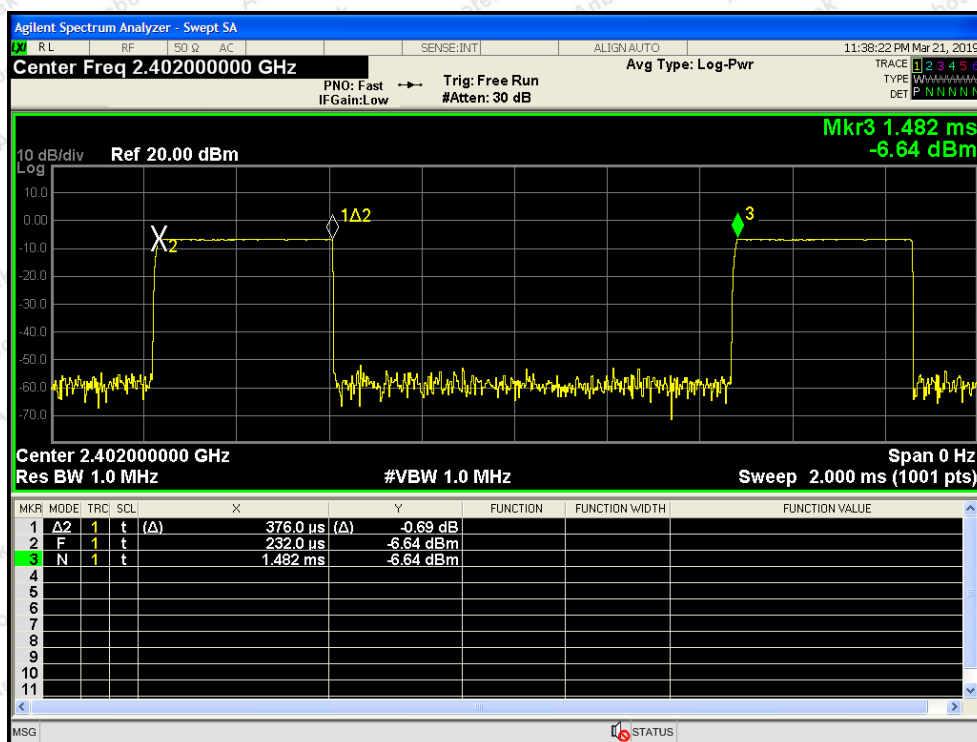 Agilent Spectrum Analyzer - Swept SA
LXI RL RF 50 Ω AC SENSE:INT ALIGNAUTO 11:38:22 PM Mar 21, 2019
Center Freq 2.402000000 GHz Avg Type: Log-Pwr TRACE 1 2 3 4 5 6
PNO: Fast Trig: Free Run TYPE
IFGain:Low #Atten: 30 dB DET P N N N N N
Mkr3 1.482 ms
10 dB/div Ref 20.00 dBm -6.64 dBm
Log
10.0
0.00
1Δ2
3
2
-10.0
-20.0
-30.0
-40.0
-50.0
-60.0
-70.0
Center 2.402000000 GHz Span 0 Hz
Res BW 1.0 MHz #VBW 1.0 MHz Sweep 2.000 ms (1001 pts)
MKR MODE TRC SCL X Y FUNCTION FUNCTION WIDTH FUNCTION VALUE
1 Δ2 1 t (Δ) 376.0 µs (Δ) -0.69 dB
2 F 1 t 232.0 µs -6.64 dBm
3 N 1 t 1.482 ms -6.64 dBm
4
5
6
7
8
9
10
11
MSG STATUS